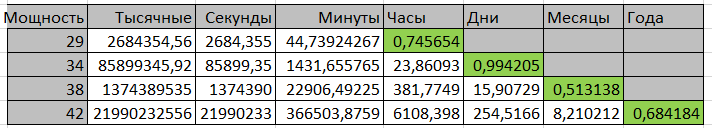 Мощность Тысячные Секунды Минуты Часы Дни Месяцы Года
29 2684354,56 2684,355 44,73924267 0,745654
34 85899345,92 85899,35 1431,655765 23,86093 0,994205
38 1374389535 1374390 22906,49225 381,7749 15,90729 0,513138
42 21990232556 21990233 366503,8759 6108,398 254,5166 8,210212 0,684184